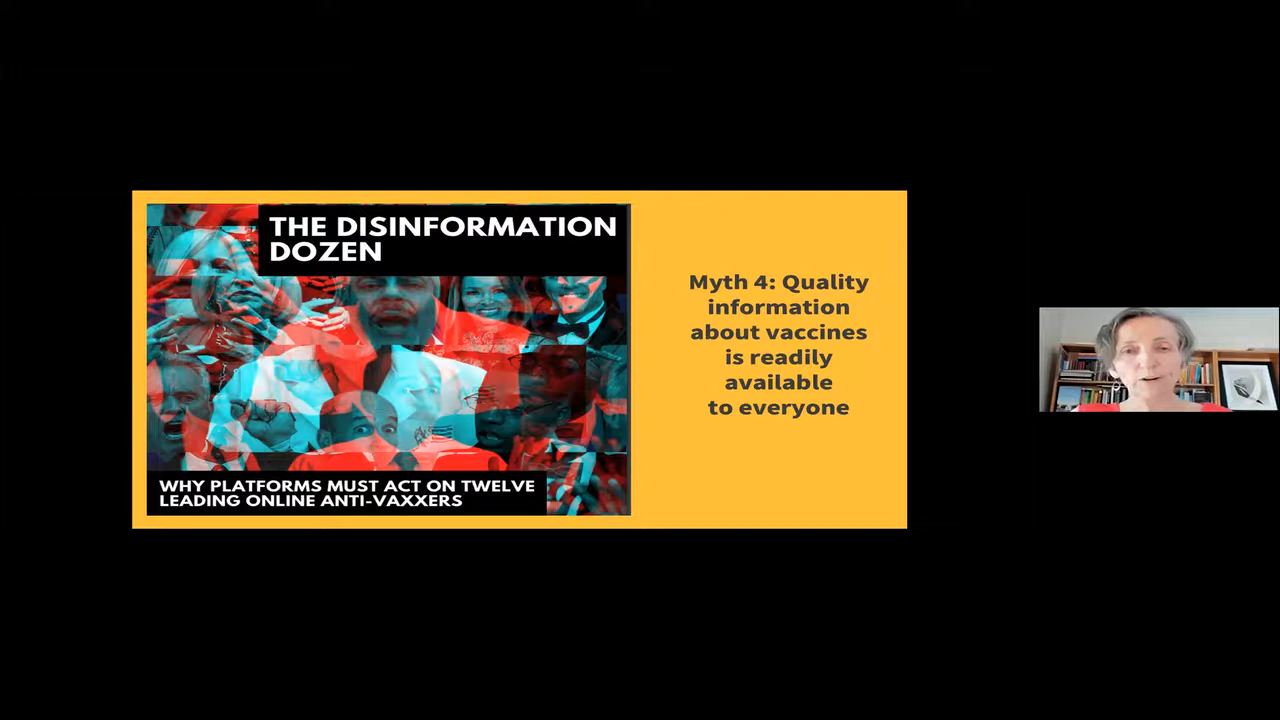 THE DISINFORMATION
DOZEN
WHY PLATFORMS MUST ACT ON TWELVE
LEADING ONLINE ANTI-VAXXERS
Myth 4: Quality
information
about vaccines
is readily
available
to everyone